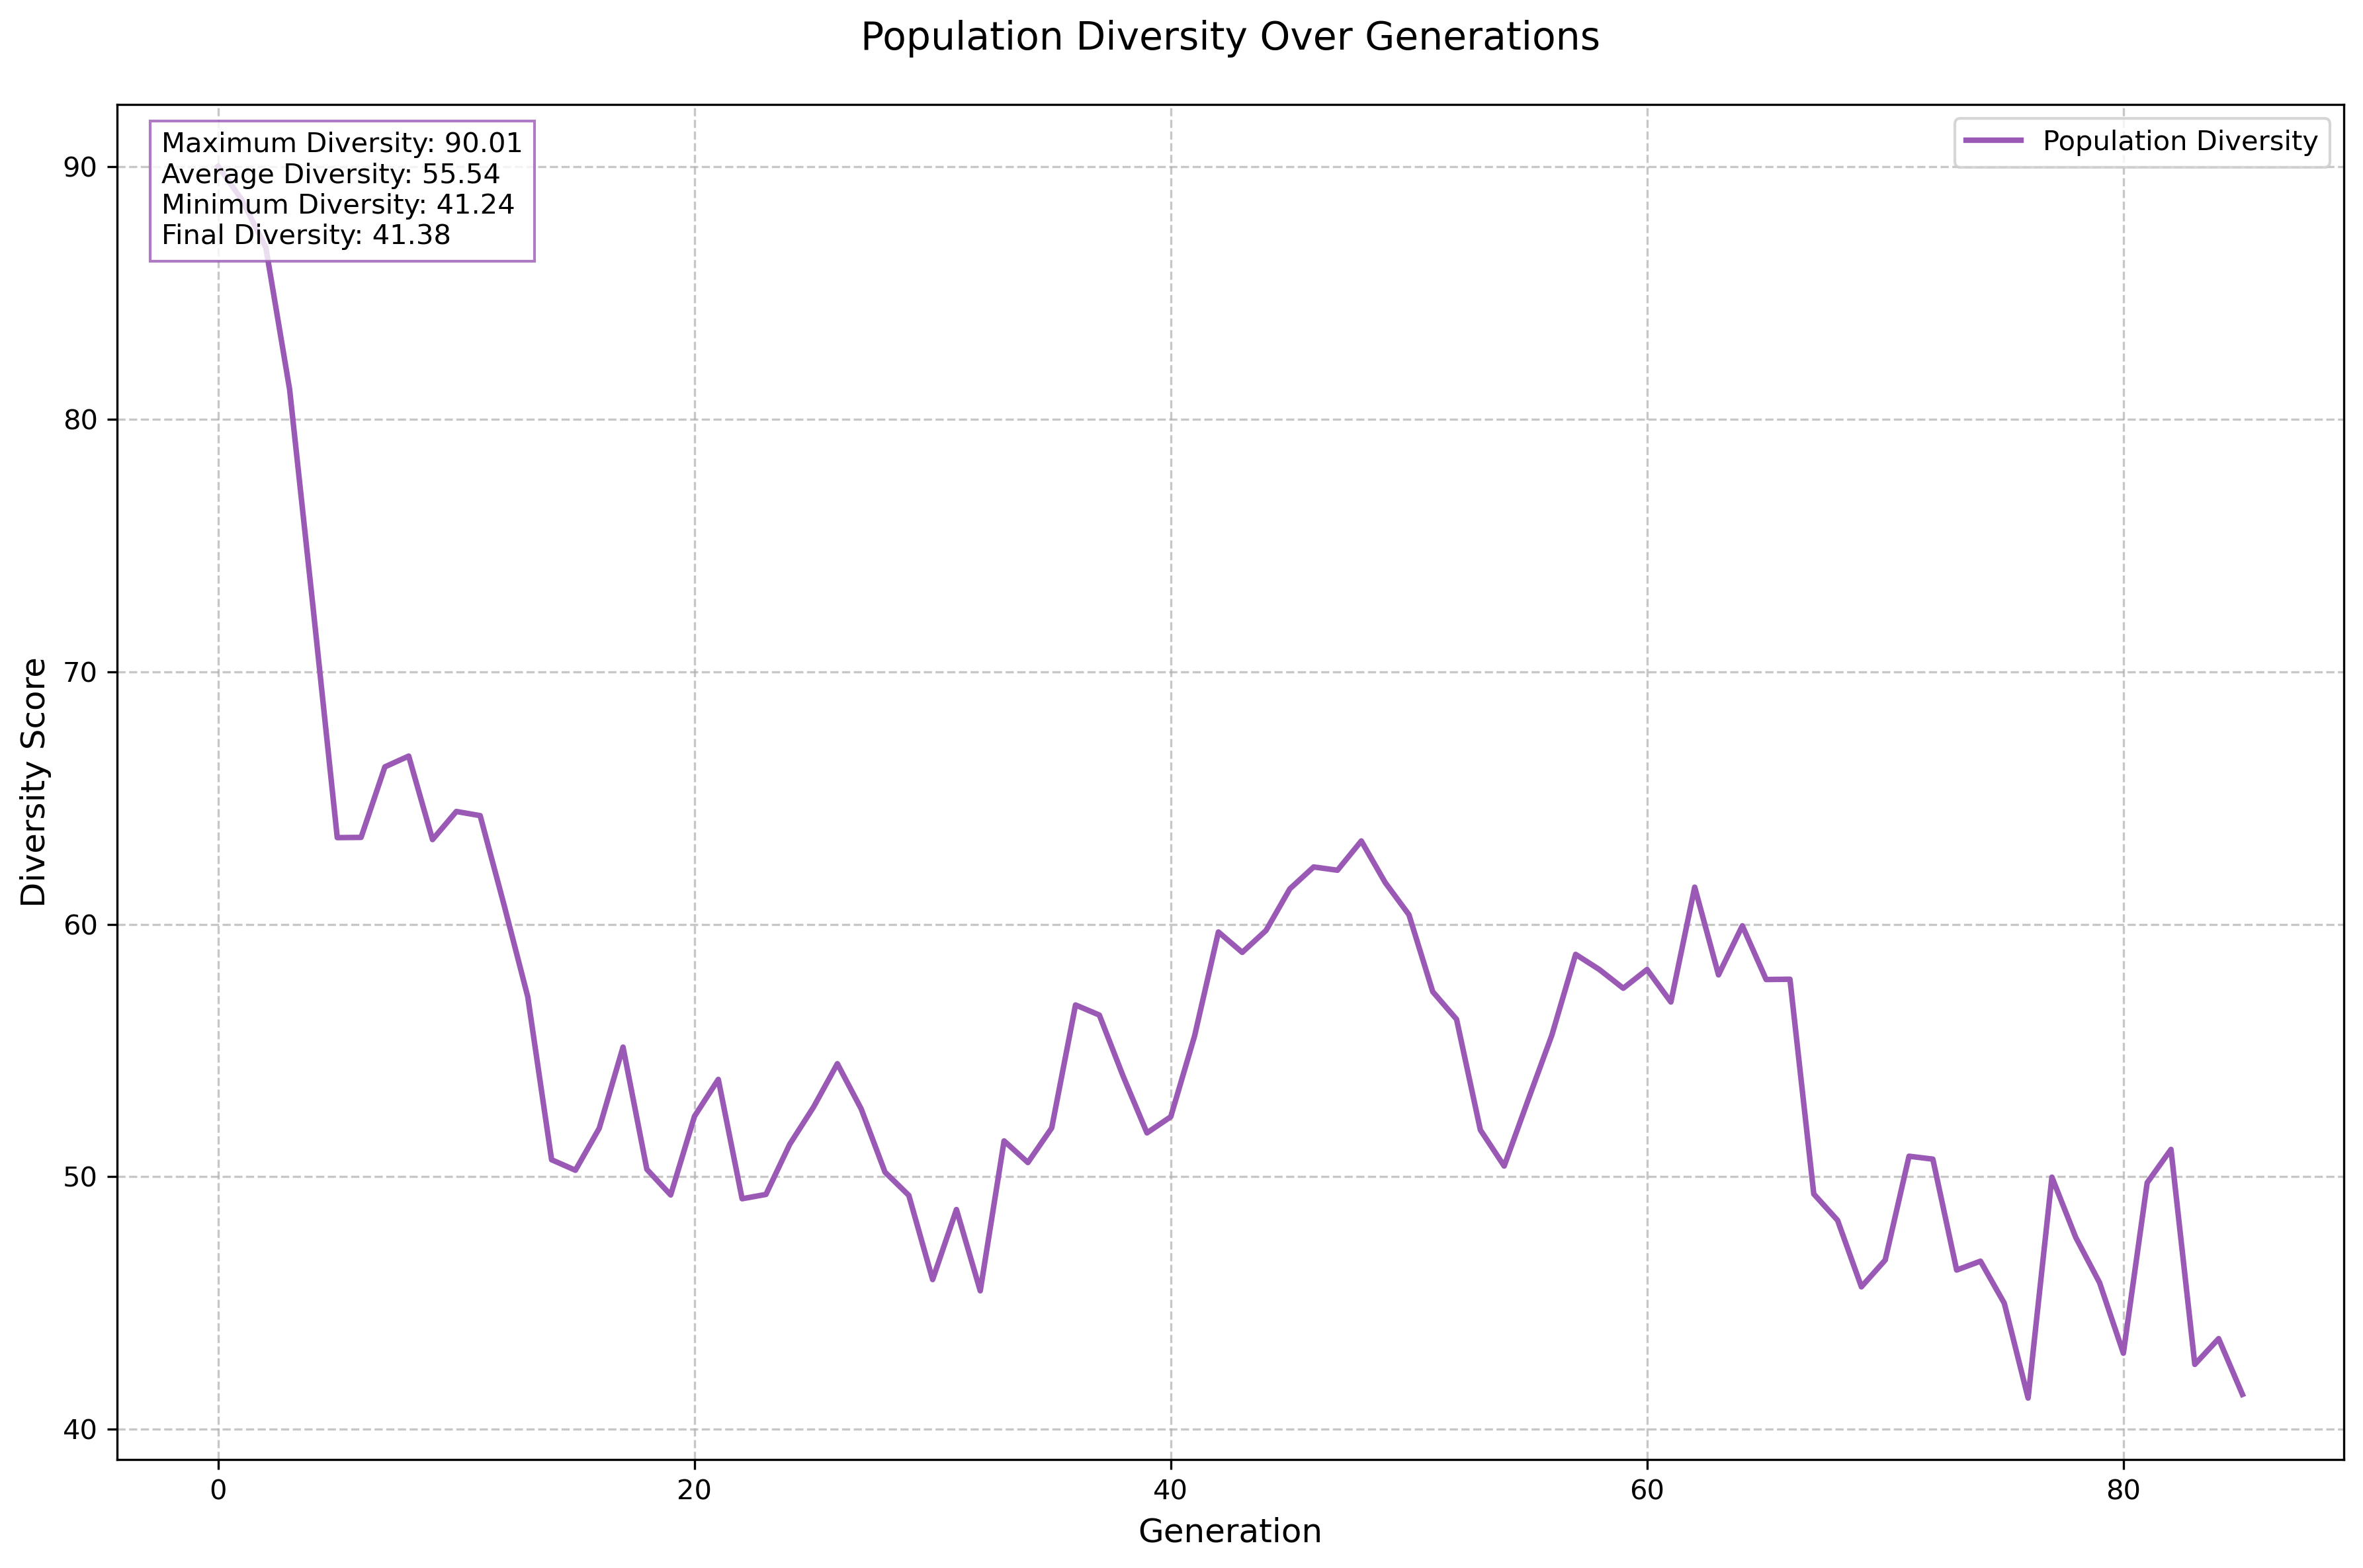 Population Diversity Over Generations
Maximum Diversity: 90.01
Average Diversity: 55.54
Minimum Diversity: 41.24
Final Diversity: 41.38
Population Diversity
90
80
70
60
50
40
Diversity Score
0 20 40 60 80
Generation